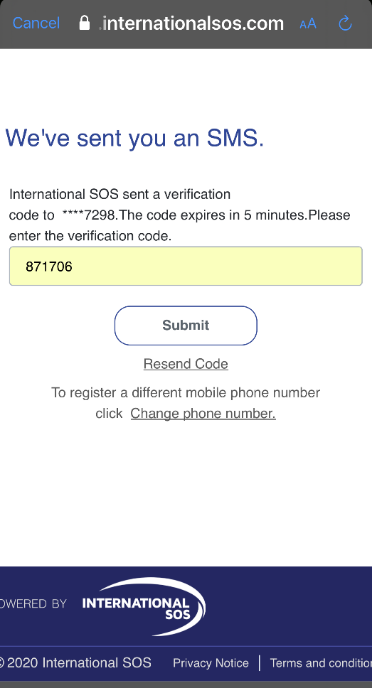 Cancel .internationalsos.com AA
We've sent you an SMS.
International SOS sent a verification
code to ****7298.The code expires in 5 minutes.Please
enter the verification code.
871706
Submit
Resend Code
To register a different mobile phone number
click Change phone number.
OWERED BY INTERNATIONAL
SOS
© 2020 International SOS Privacy Notice | Terms and condition